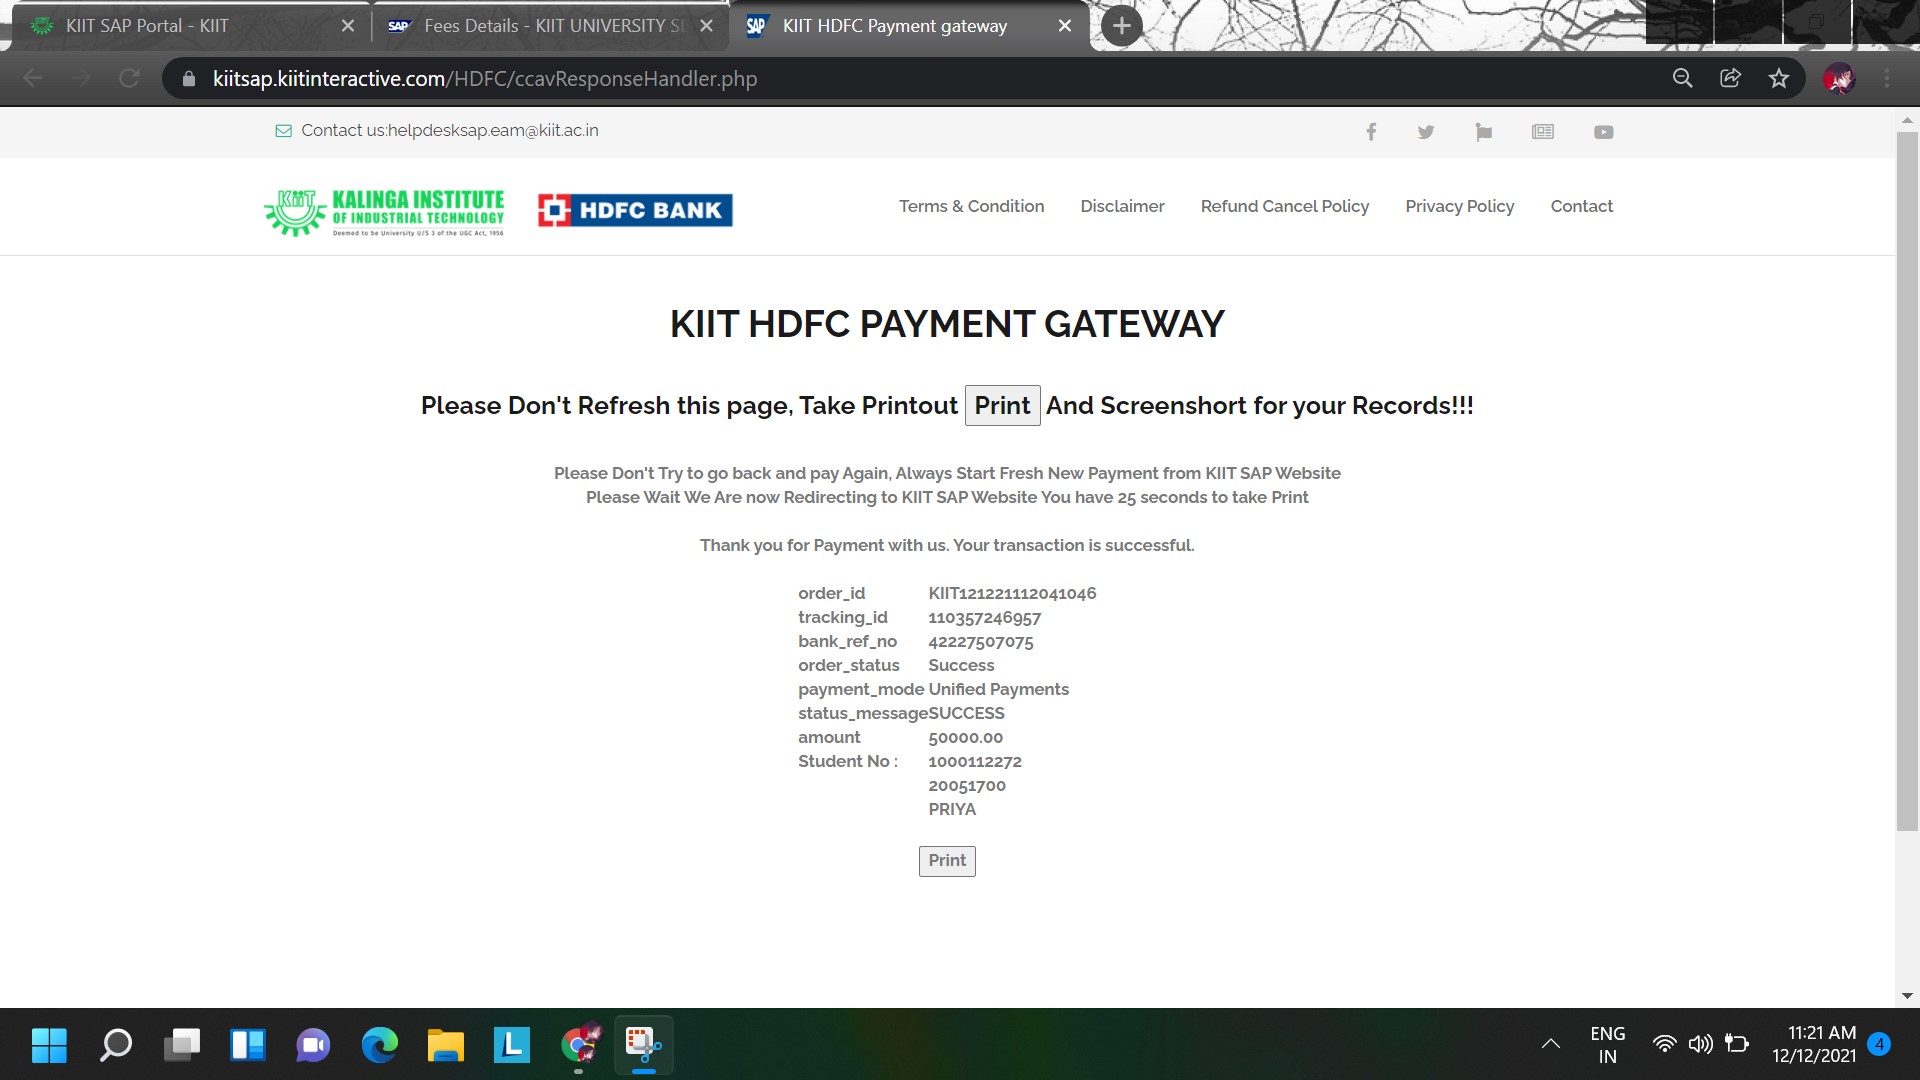 KIIT SAP Portal - KIIT
SAP Fees Details - KIIT UNIVERSITY
SAP KIIT HDFC Payment gateway
kiitsap.kiitinteractive.com/HDFC/ccavResponseHandler.php
Contact us:helpdesksap.eam@kiit.ac.in
KiiT KALINGA INSTITUTE
OF INDUSTRIAL TECHNOLOGY
Deemed to be University U/S 3 of the UGC Act, 1956
HDFC BANK
Terms & Condition Disclaimer Refund Cancel Policy Privacy Policy Contact
KIIT HDFC PAYMENT GATEWAY
Please Don't Refresh this page, Take Printout Print And Screenshort for your Records!!!
Please Don't Try to go back and pay Again, Always Start Fresh New Payment from KIIT SAP Website
Please Wait We Are now Redirecting to KIIT SAP Website You have 25 seconds to take Print
Thank you for Payment with us. Your transaction is successful.
order_id KIIT121221112041046
tracking_id 110357246957
bank_ref_no 42227507075
order_status Success
payment_mode Unified Payments
status_message SUCCESS
amount 50000.00
Student No : 1000112272
20051700
PRIYA
Print
L
ENG
IN
11:21 AM
12/12/2021
4